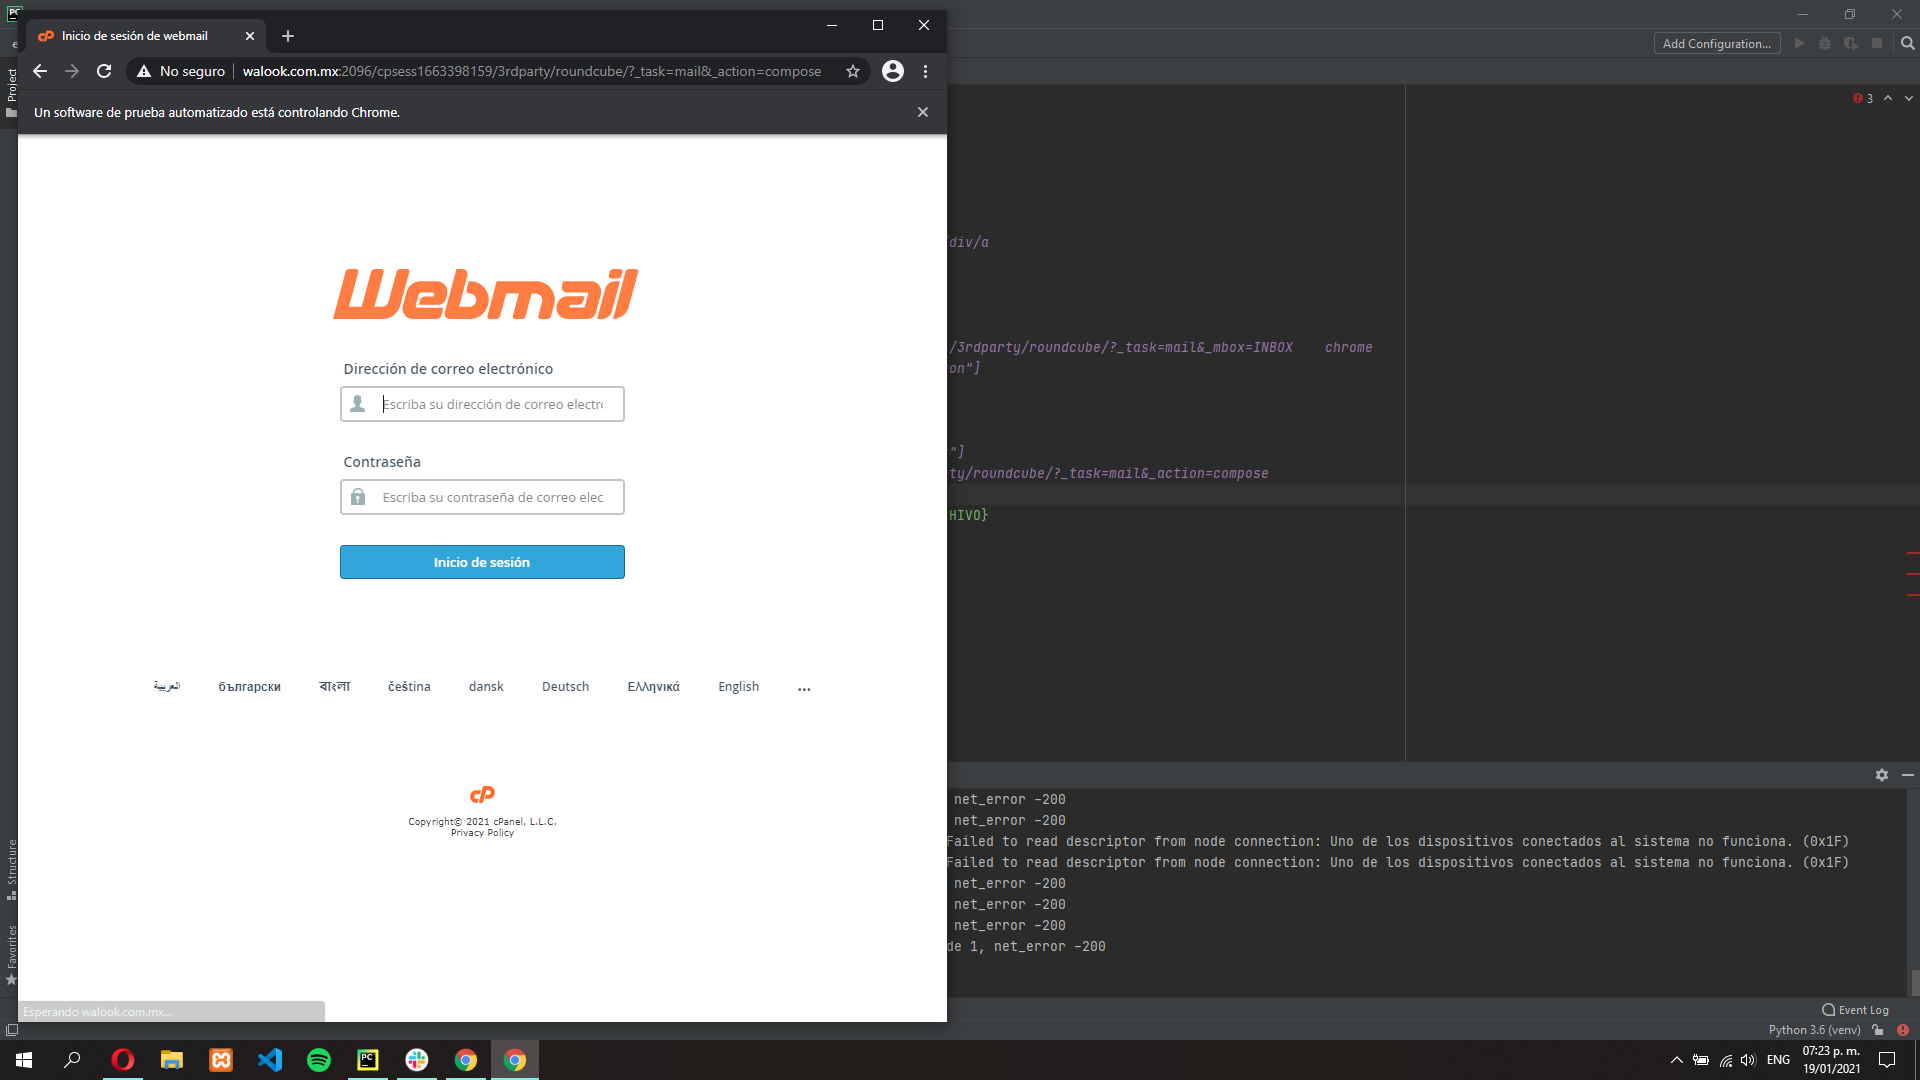 Inicio de sesión de webmail
No seguro
walook.com.mx:2096/cpsess1663398159/3rdparty/roundcube/?_task=mail&_action=compose
Un software de prueba automatizado está controlando Chrome.
Webmail
Dirección de correo electrónico
Escriba su dirección de correo electr
Contraseña
Escriba su contraseña de correo elec
Inicio de sesión
العربية
български
বাংলা
čeština
dansk
Deutsch
Ελληνικά
English
...
cP
Copyright© 2021 cPanel, L.L.C.
Privacy Policy
Esperando walook.com.mx...
PC
Project
Structure
Favorites
Add Configuration...
3
div/a
/3rdparty/roundcube/?_task=mail&_mbox=INBOX    chrome
on"]
"]
ty/roundcube/?_task=mail&_action=compose
HIVO}
net_error -200
net_error -200
Failed to read descriptor from node connection: Uno de los dispositivos conectados al sistema no funciona. (0x1F)
Failed to read descriptor from node connection: Uno de los dispositivos conectados al sistema no funciona. (0x1F)
net_error -200
net_error -200
net_error -200
de 1, net_error -200
Event Log
Python 3.6 (venv)
PC
ENG
07:23 p. m.
19/01/2021